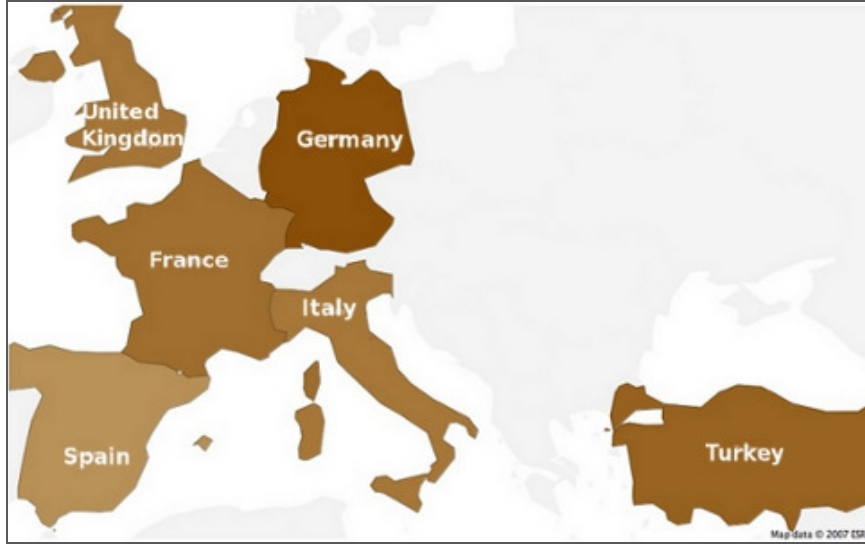 United
Kingdom
Germany
France
Italy
Spain
Turkey
Map data © 2007